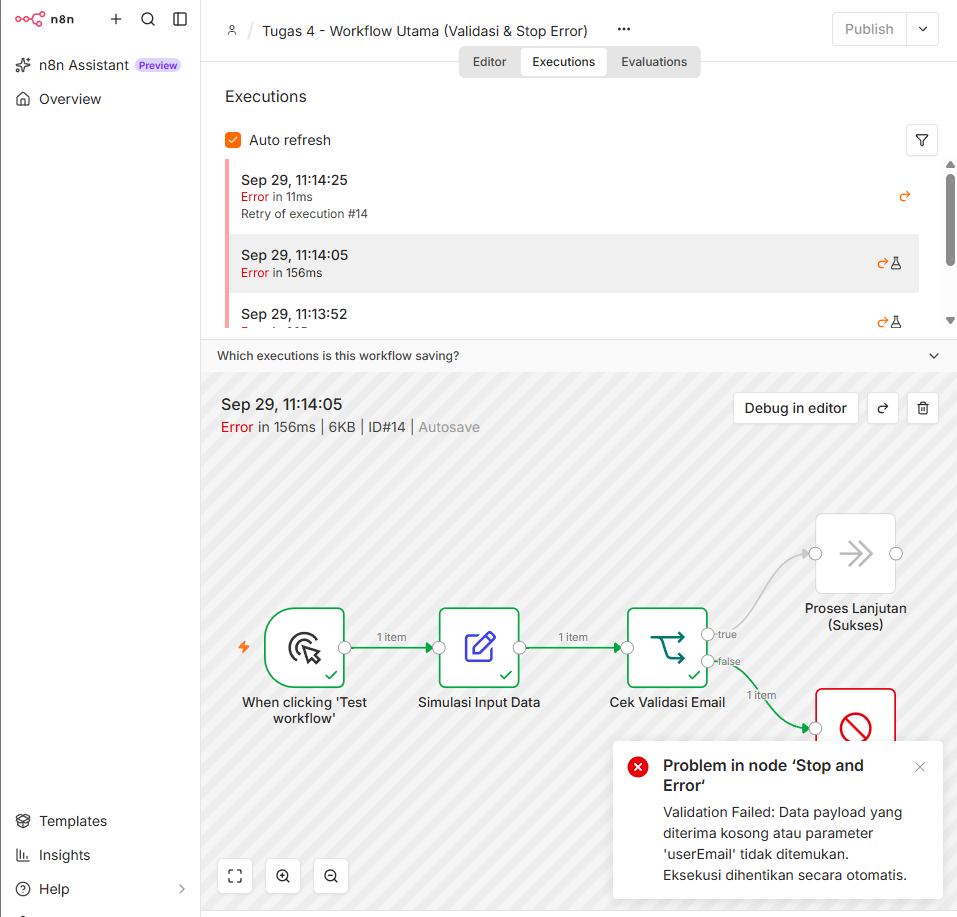 n8n
Tugas 4 - Workflow Utama (Validasi & Stop Error)
Publish
n8n Assistant Preview
Overview
Editor
Executions
Evaluations
Executions
Auto refresh
Sep 29, 11:14:25
Error in 11ms
Retry of execution #14
Sep 29, 11:14:05
Error in 156ms
Sep 29, 11:13:52
Which executions is this workflow saving?
Sep 29, 11:14:05
Error in 156ms | 6KB | ID#14 | Autosave
Debug in editor
Proses Lanjutan
(Sukses)
1 item
1 item
true
false
1 item
When clicking 'Test
workflow'
Simulasi Input Data
Cek Validasi Email
Problem in node ‘Stop and
Error‘
Validation Failed: Data payload yang
diterima kosong atau parameter
'userEmail' tidak ditemukan.
Eksekusi dihentikan secara otomatis.
Templates
Insights
Help